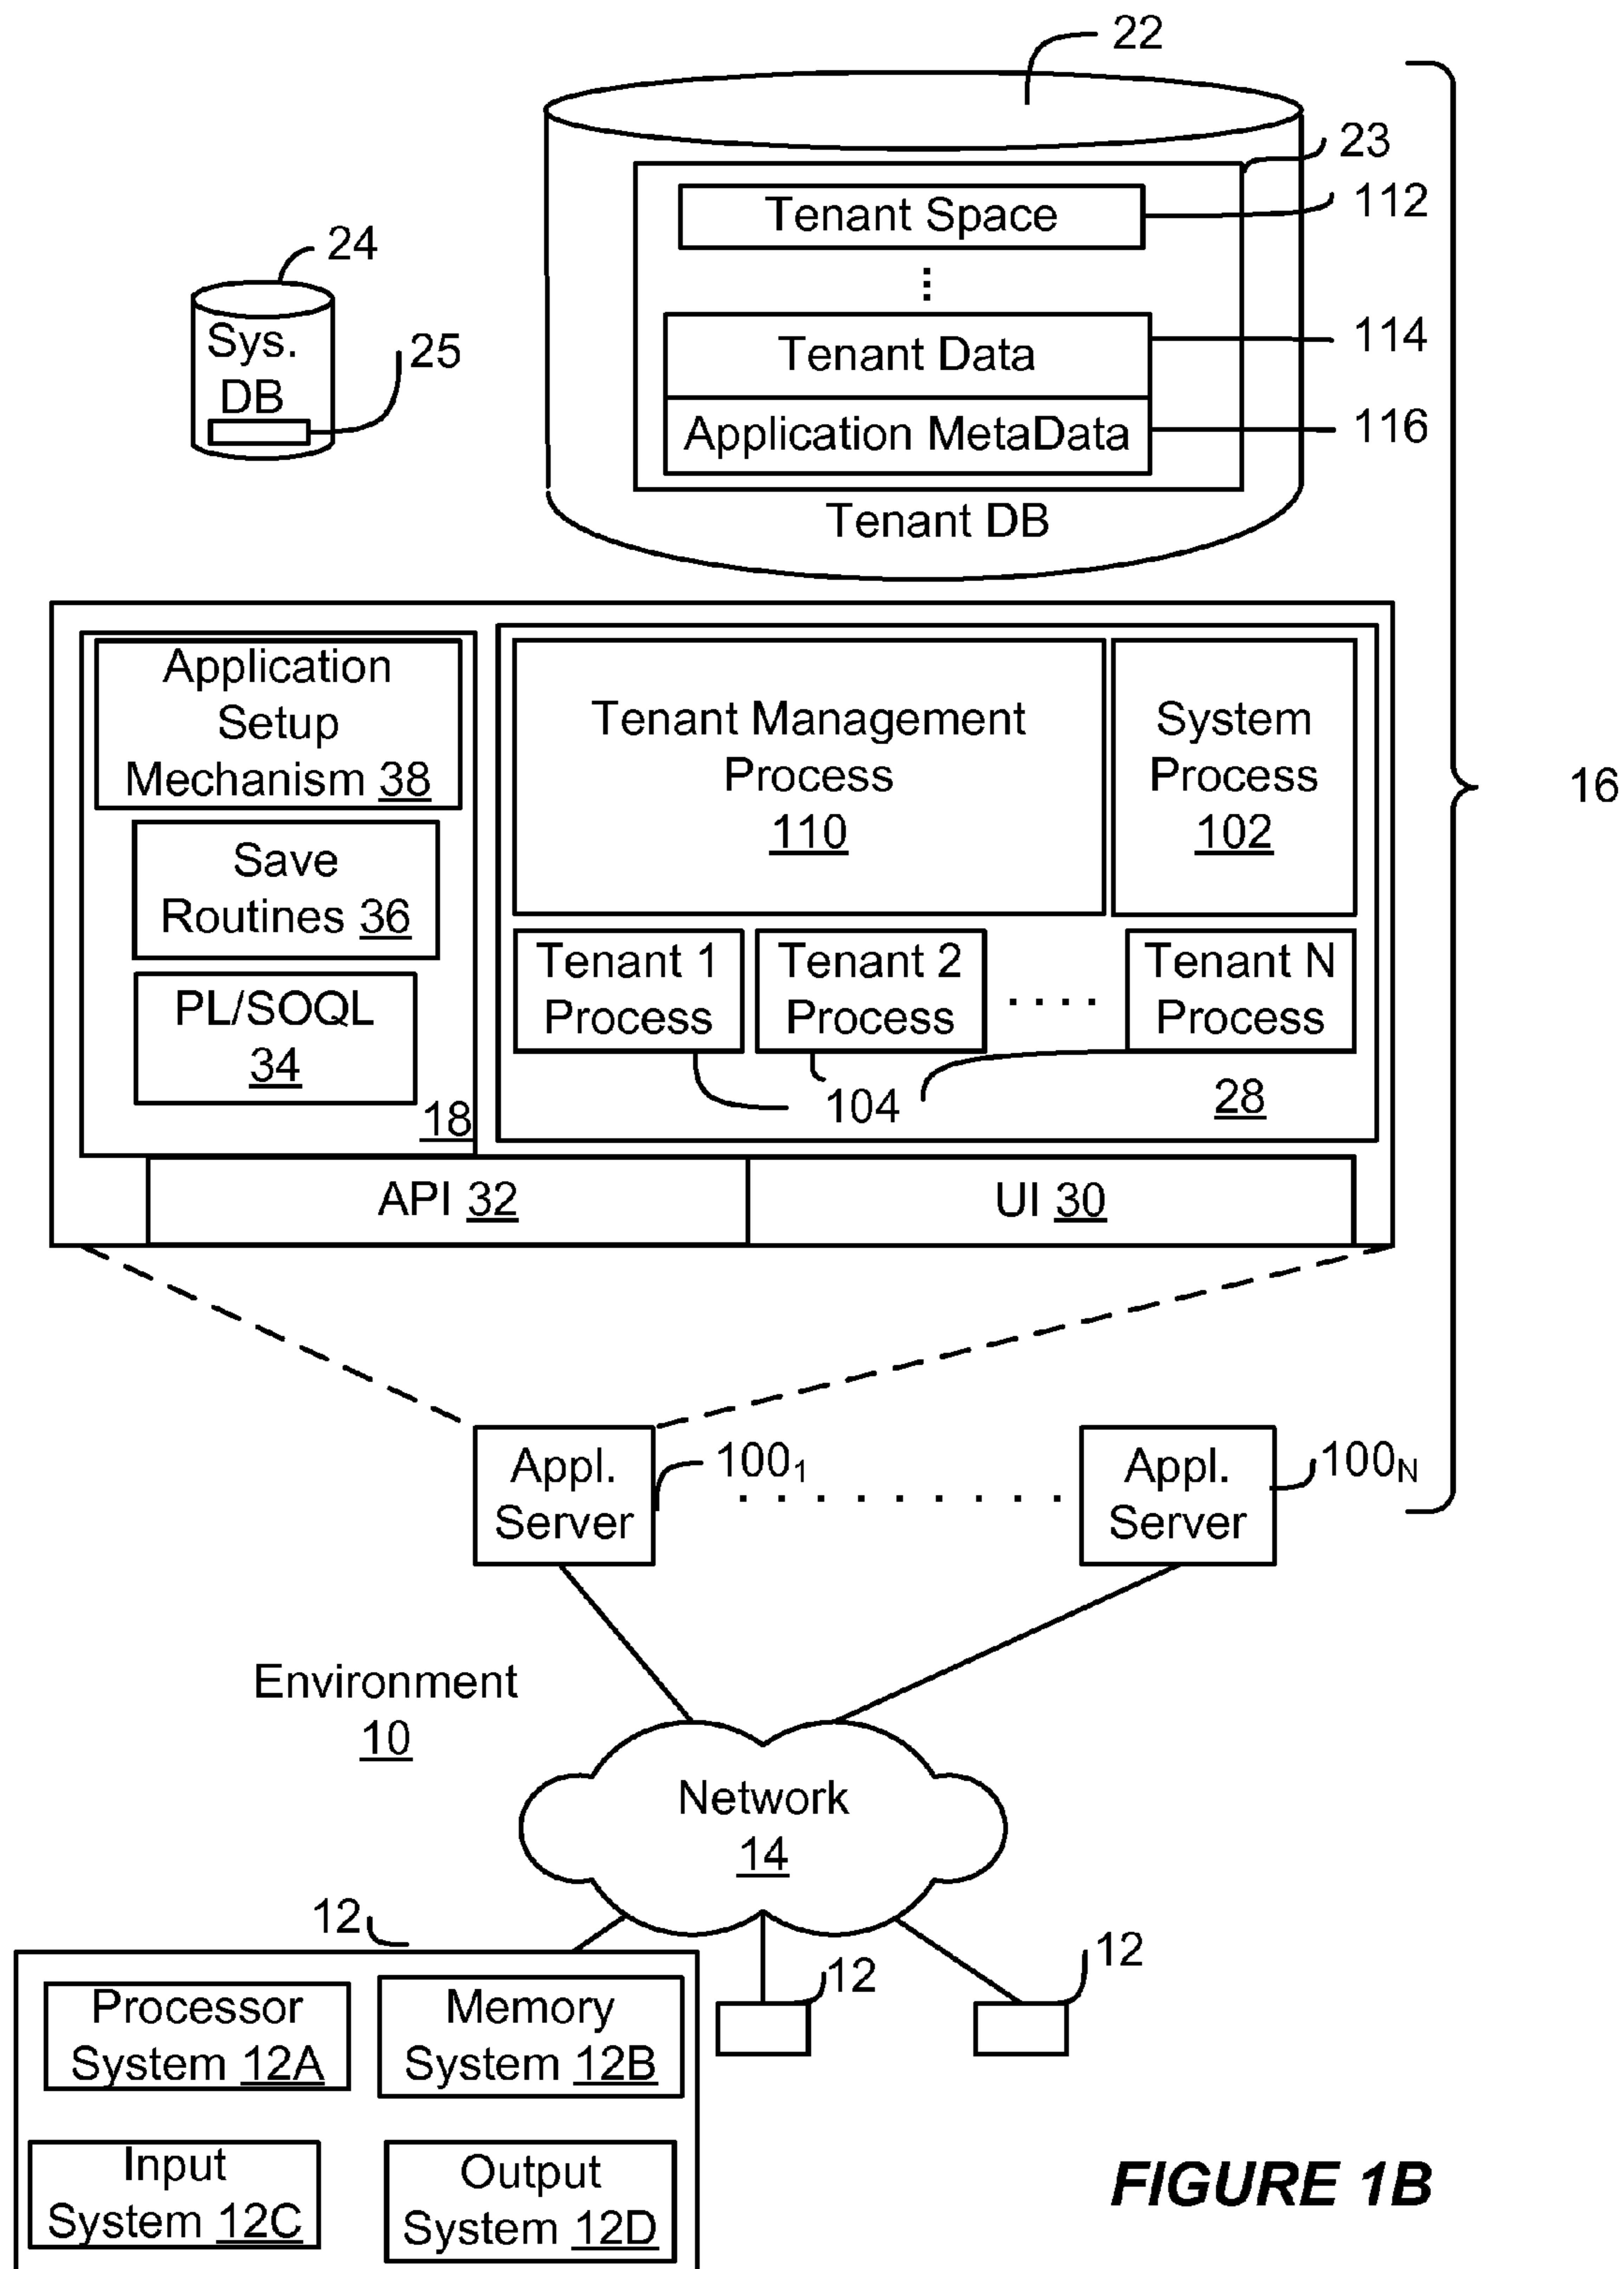 22
23
Tenant Space
112
24
Sys.
DB
25
Tenant Data
114
Application MetaData
116
Tenant DB
16
Application
Setup
Mechanism 38
Save
Routines 36
PL/SOQL
34
18
Tenant Management
Process
110
System
Process
102
Tenant 1
Process
Tenant 2
Process
Tenant N
Process
104
28
API 32
UI 30
Appl.
Server
100₁
Appl.
Server
100N
Environment
10
Network
14
12
12
12
Processor
System 12A
Memory
System 12B
Input
System 12C
Output
System 12D
FIGURE 1B